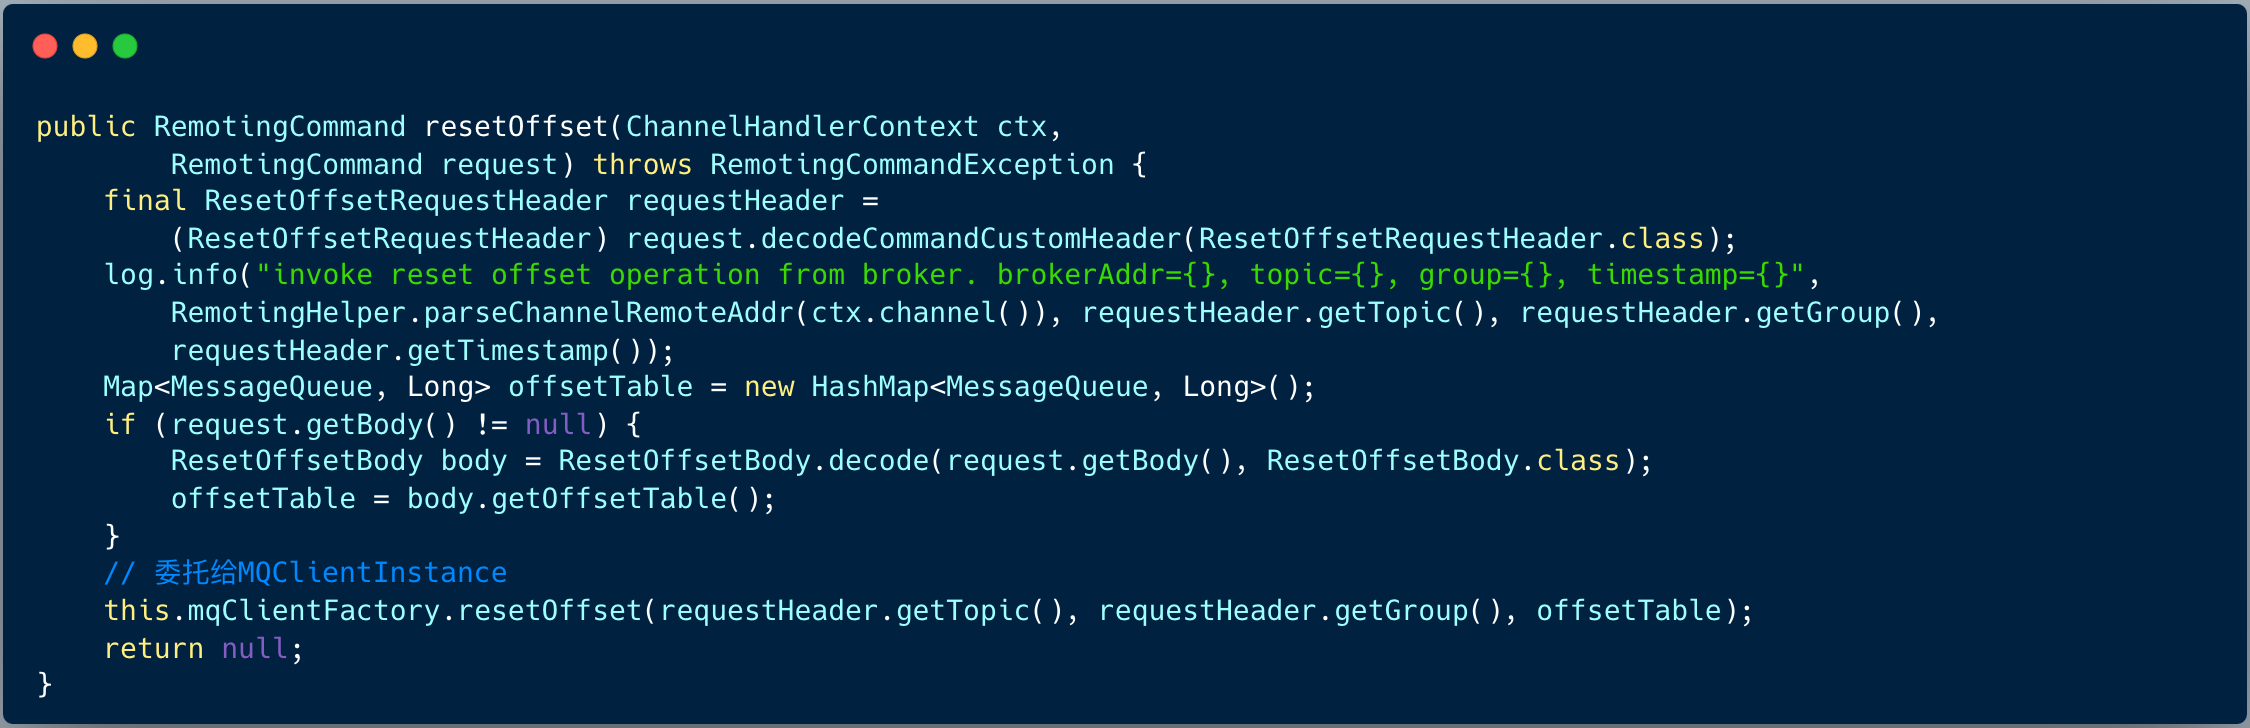 public RemotingCommand resetOffset(ChannelHandlerContext ctx,
        RemotingCommand request) throws RemotingCommandException {
    final ResetOffsetRequestHeader requestHeader =
        (ResetOffsetRequestHeader) request.decodeCommandCustomHeader(ResetOffsetRequestHeader.class);
    log.info("invoke reset offset operation from broker. brokerAddr={}, topic={}, group={}, timestamp={}",
        RemotingHelper.parseChannelRemoteAddr(ctx.channel()), requestHeader.getTopic(), requestHeader.getGroup(),
        requestHeader.getTimestamp());
    Map<MessageQueue, Long> offsetTable = new HashMap<MessageQueue, Long>();
    if (request.getBody() != null) {
        ResetOffsetBody body = ResetOffsetBody.decode(request.getBody(), ResetOffsetBody.class);
        offsetTable = body.getOffsetTable();
    }
    // 委托给MQClientInstance
    this.mqClientFactory.resetOffset(requestHeader.getTopic(), requestHeader.getGroup(), offsetTable);
    return null;
}